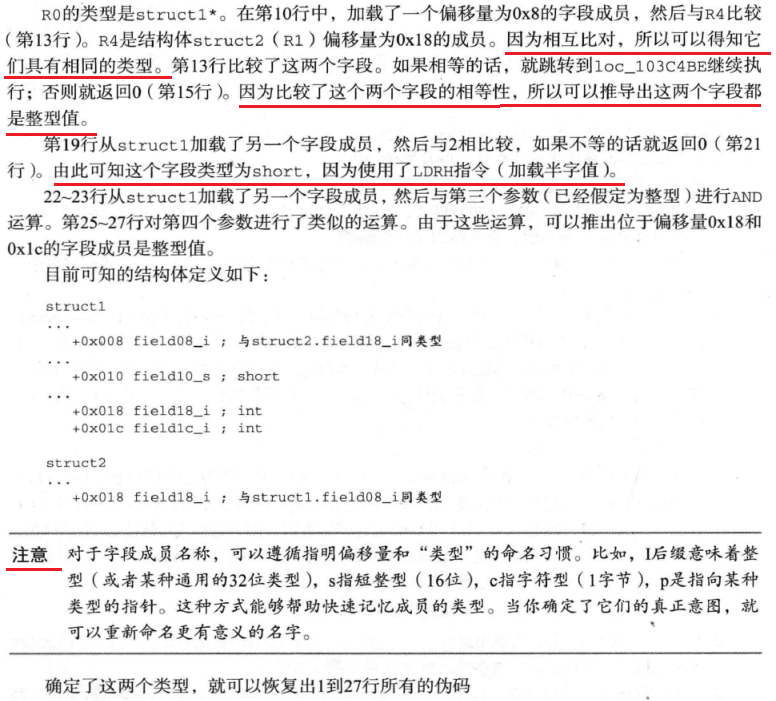 R0的类型是struct1*。在第10行中，加载了一个偏移量为0x8的字段成员，然后与R4比较
（第13行）。R4是结构体struct2（R1）偏移量为0x18的成员。因为相互比对，所以可以得知它
们具有相同的类型。第13行比较了这两个字段。如果相等的话，就跳转到loc_103C4BE继续执
行；否则就返回0（第15行）。因为比较了这个两个字段的相等性，所以可以推导出这两个字段都
是整型值。
第19行从struct1加载了另一个字段成员，然后与2相比较，如果不等的话就返回0（第21
行）。由此可知这个字段类型为short，因为使用了LDRH指令（加载半字值）。
22~23行从struct1加载了另一个字段成员，然后与第三个参数（已经假定为整型）进行AND
运算。第25~27行对第四个参数进行了类似的运算。由于这些运算，可以推出位于偏移量0x18和
0x1c的字段成员是整型值。
目前可知的结构体定义如下：
struct1
...
+0x008 field08_i ; 与struct2.field18_i同类型
...
+0x010 field10_s ; short
...
+0x018 field18_i ; int
+0x01c field1c_i ; int
struct2
...
+0x018 field18_i ; 与struct1.field08_i同类型
注意 对于字段成员名称，可以遵循指明偏移量和“类型”的命名习惯。比如，I后缀意味着整
型（或者某种通用的32位类型），s指短整型（16位），c指字符型（1字节），p是指向某种
类型的指针。这种方式能够帮助快速记忆成员的类型。当你确定了它们的真正意图，就
可以重新命名更有意义的名字。
确定了这两个类型，就可以恢复出1到27行所有的伪码